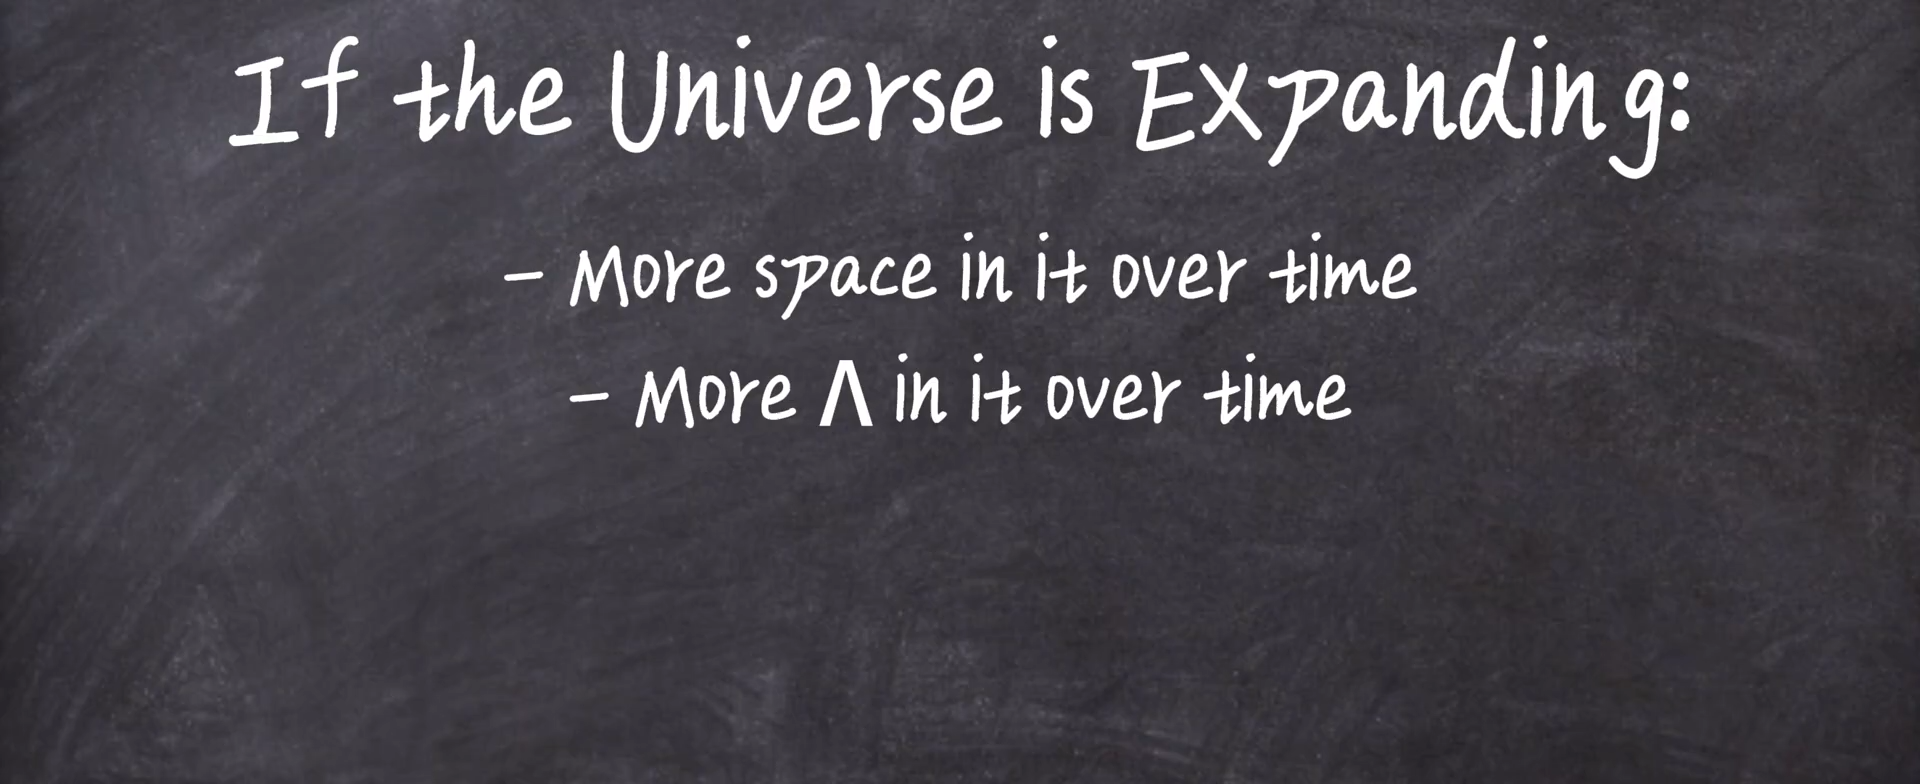 If the Universe is Expanding:
- More space in it over time
- More Λ in it over time